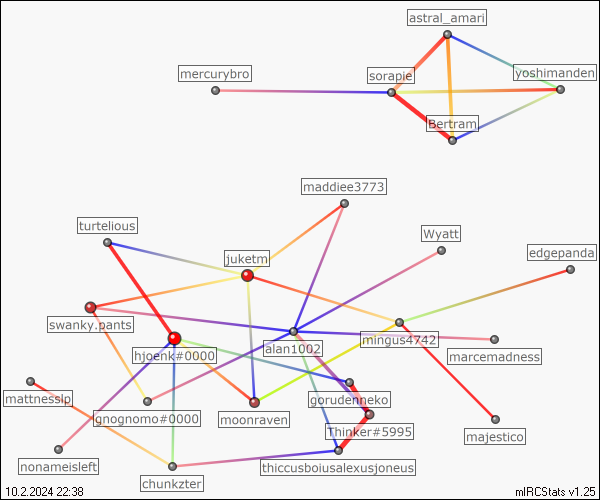 astral_amari
mercurybro
sorapie
yoshimanden
Bertram
maddiee3773
turtelious
Wyatt
juketm
edgepanda
swanky.pants
hjoenk#0000
alan1002
mingus4742
marcemadness
mattnesslp
gnognomo#0000
moonraven
gorudenneko
Thinker#5995
majestico
nonameisleft
chunkzter
thiccusboiusalexusjoneus
10.2.2024 22:38
mIRCStats v1.25